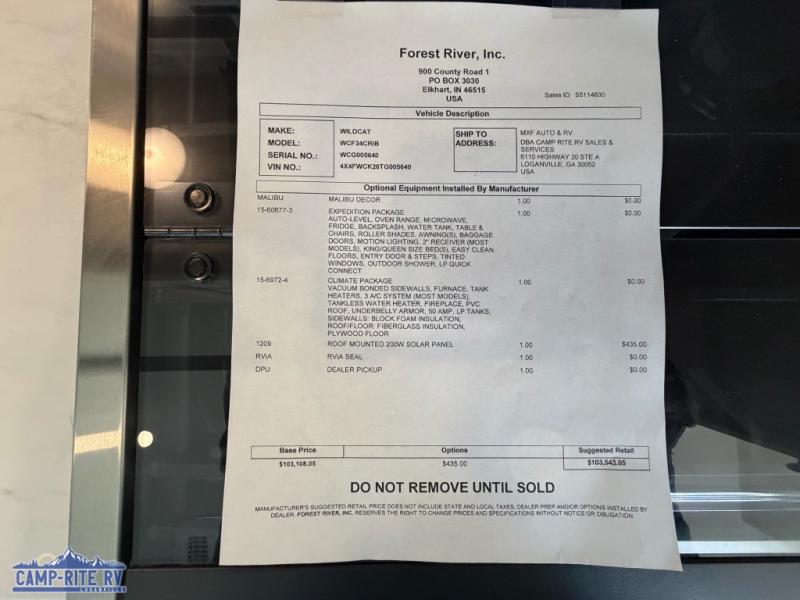 Forest River, Inc.
900 County Road 1
PO BOX 3030
Elkhart, IN 46515
USA
Sales ID S5114830
Vehicle Description
MAKE: WILDCAT
MODEL: WCF34CRIB
SERIAL NO.: WCG005640
VIN NO.: 4X4FWCK26TG005640
SHIP TO
ADDRESS:
MXF AUTO & RV
DBA CAMP RITE RV SALES &
SERVICES
6110 HIGHWAY 20 STE A
LOGANVILLE, GA 30052
USA
Optional Equipment Installed By Manufacturer
MALIBU MALIBU DECOR 1.00 $0.00
15-60677-3 EXPEDITION PACKAGE 1.00 $0.00
AUTO-LEVEL, OVEN RANGE, MICROWAVE,
FRIDGE, BACKSPLASH, WATER TANK, TABLE &
CHAIRS, ROLLER SHADES, AWNING(S), BAGGAGE
DOORS, MOTION LIGHTING, 2" RECEIVER (MOST
MODELS), KING/QUEEN SIZE BED(S), EASY CLEAN
FLOORS, ENTRY DOOR & STEPS, TINTED
WINDOWS, OUTDOOR SHOWER, LP QUICK
CONNECT
15-6972-4 CLIMATE PACKAGE 1.00 $0.00
VACUUM BONDED SIDEWALLS, FURNACE, TANK
HEATERS, 3 A/C SYSTEM (MOST MODELS),
TANKLESS WATER HEATER, FIREPLACE, PVC
ROOF, UNDERBELLY ARMOR, 50 AMP, LP TANKS,
SIDEWALLS: BLOCK FOAM INSULATION,
ROOF/FLOOR: FIBERGLASS INSULATION,
PLYWOOD FLOOR
1209 ROOF MOUNTED 200W SOLAR PANEL 1.00 $435.00
RVIA RVIA SEAL 1.00 $0.00
DPU DEALER PICKUP 1.00 $0.00
Base Price Options Suggested Retail
$103,108.05 $435.00 $103,543.05
DO NOT REMOVE UNTIL SOLD
MANUFACTURER'S SUGGESTED RETAIL PRICE DOES NOT INCLUDE STATE AND LOCAL TAXES, DEALER PREP AND/OR OPTIONS INSTALLED BY
DEALER. FOREST RIVER, INC. RESERVES THE RIGHT TO CHANGE PRICES AND SPECIFICATIONS WITHOUT NOTICE OR OBLIGATION.
CAMP-RITE RV
LOGANVILLE